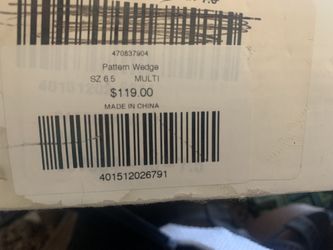 470837904
Pattern Wedge
SZ 6.5 MULTI
$119.00
MADE IN CHINA
401512026791